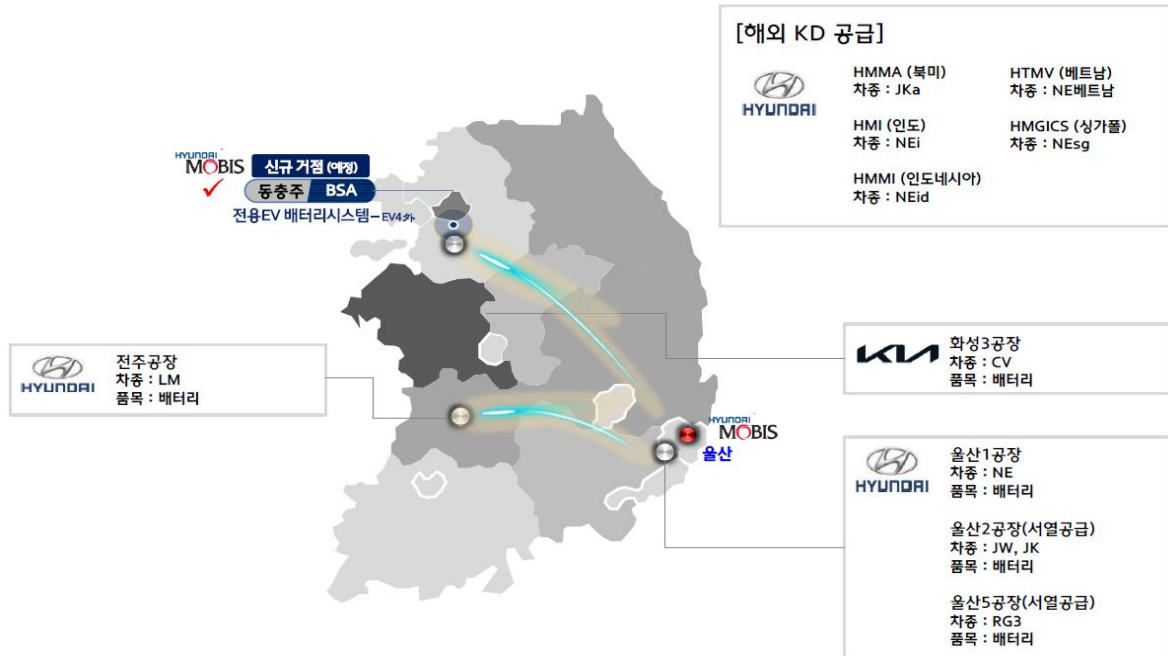 [해외 KD 공급]
HYUNDAI
HMMA (북미)
차종 : JKa
HTMV (베트남)
차종 : NE베트남
HMI (인도)
차종 : NEi
HMGICS (싱가폴)
차종 : NEsg
HMMI (인도네시아)
차종 : NEid
HYUNDAI
MOBIS
신규 거점 (예정)
동충주 BSA
전용EV 배터리시스템-EV4外
HYUNDAI
전주공장
차종 : LM
품목 : 배터리
KIA
화성3공장
차종 : CV
품목 : 배터리
HYUNDAI
MOBIS
울산
HYUNDAI
울산1공장
차종 : NE
품목 : 배터리
울산2공장(서열공급)
차종 : JW, JK
품목 : 배터리
울산5공장(서열공급)
차종 : RG3
품목 : 배터리